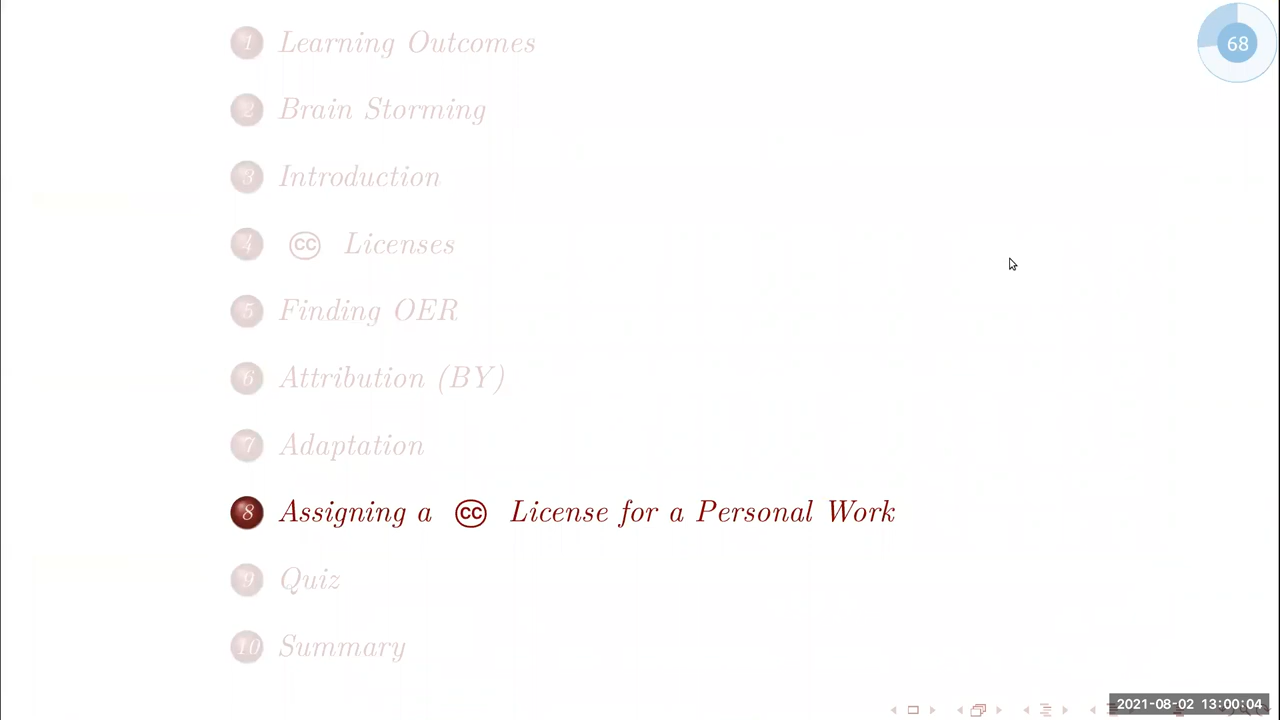 68
1 Learning Outcomes
2 Brain Storming
3 Introduction
4 cc Licenses
5 Finding OER
6 Attribution (BY)
7 Adaptation
8 Assigning a cc License for a Personal Work
9 Quiz
10 Summary
2021-08-02 13:00:04